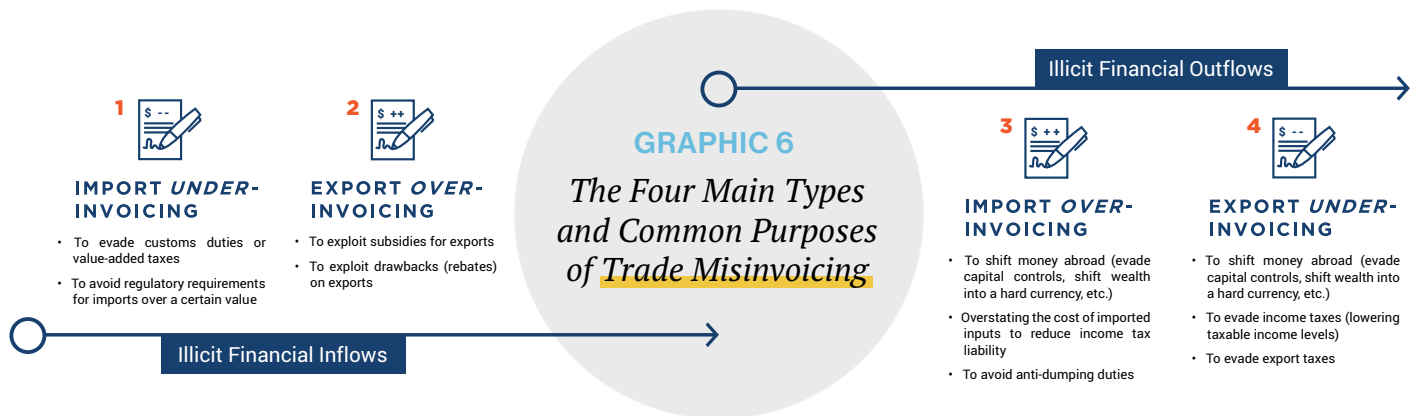 1
$ --
IMPORT UNDER-
INVOICING
• To evade customs duties or
value-added taxes
• To avoid regulatory requirements
for imports over a certain value
2
$ ++
EXPORT OVER-
INVOICING
• To exploit subsidies for exports
• To exploit drawbacks (rebates)
on exports
Illicit Financial Inflows
GRAPHIC 6
The Four Main Types
and Common Purposes
of Trade Misinvoicing
Illicit Financial Outflows
3
$ ++
IMPORT OVER-
INVOICING
• To shift money abroad (evade
capital controls, shift wealth
into a hard currency, etc.)
• Overstating the cost of imported
inputs to reduce income tax
liability
• To avoid anti-dumping duties
4
$ --
EXPORT UNDER-
INVOICING
• To shift money abroad (evade
capital controls, shift wealth into
a hard currency, etc.)
• To evade income taxes (lowering
taxable income levels)
• To evade export taxes